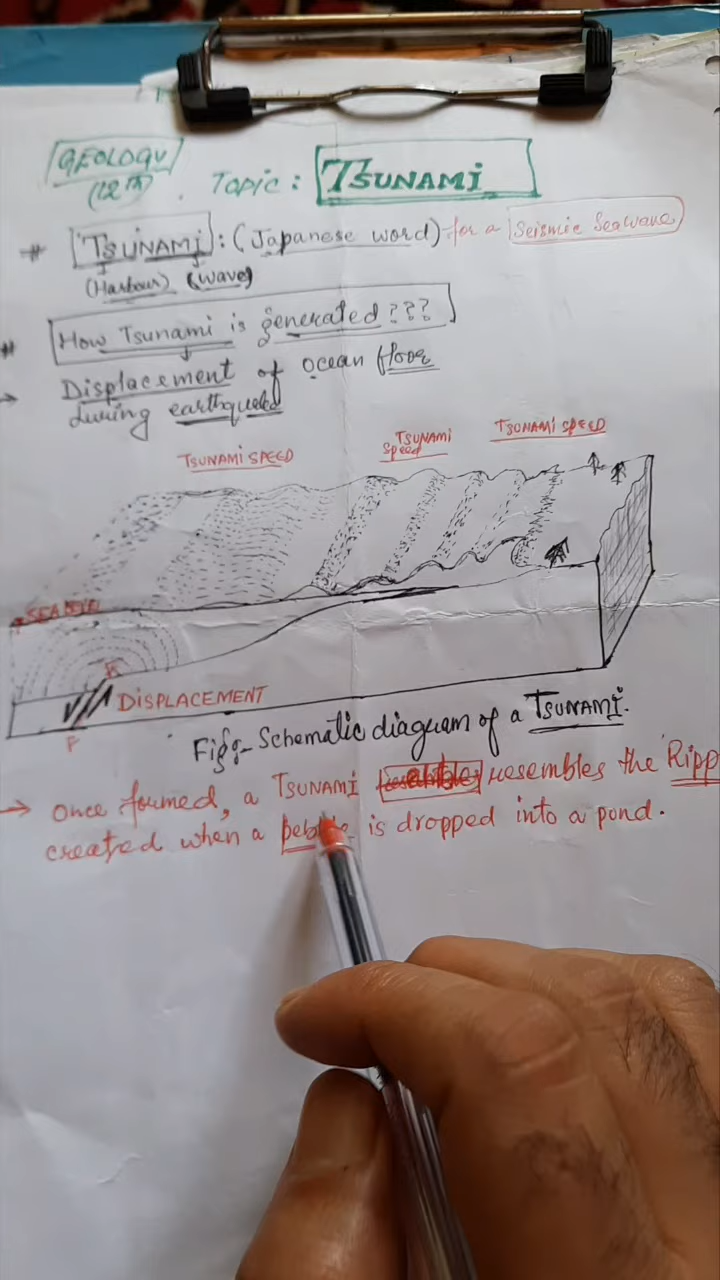 GEOLOGY
(12th) . Topic: TSUNAMI
# "TSUNAMI": (Japanese word) for a Seismic Seawave
(Harbour) (wave)
# How Tsunami is generated???
→ Displacement of ocean floor
during earthquake
TSUNAMI SPEED
TSUNAMI
Speed
TSUNAMI SPEED
SEA LEVEL
DISPLACEMENT
F
Fig:- Schematic diagram of a TSUNAMI.
→ Once formed, a TSUNAMI resembles the Ripp
created when a is dropped into a pond.